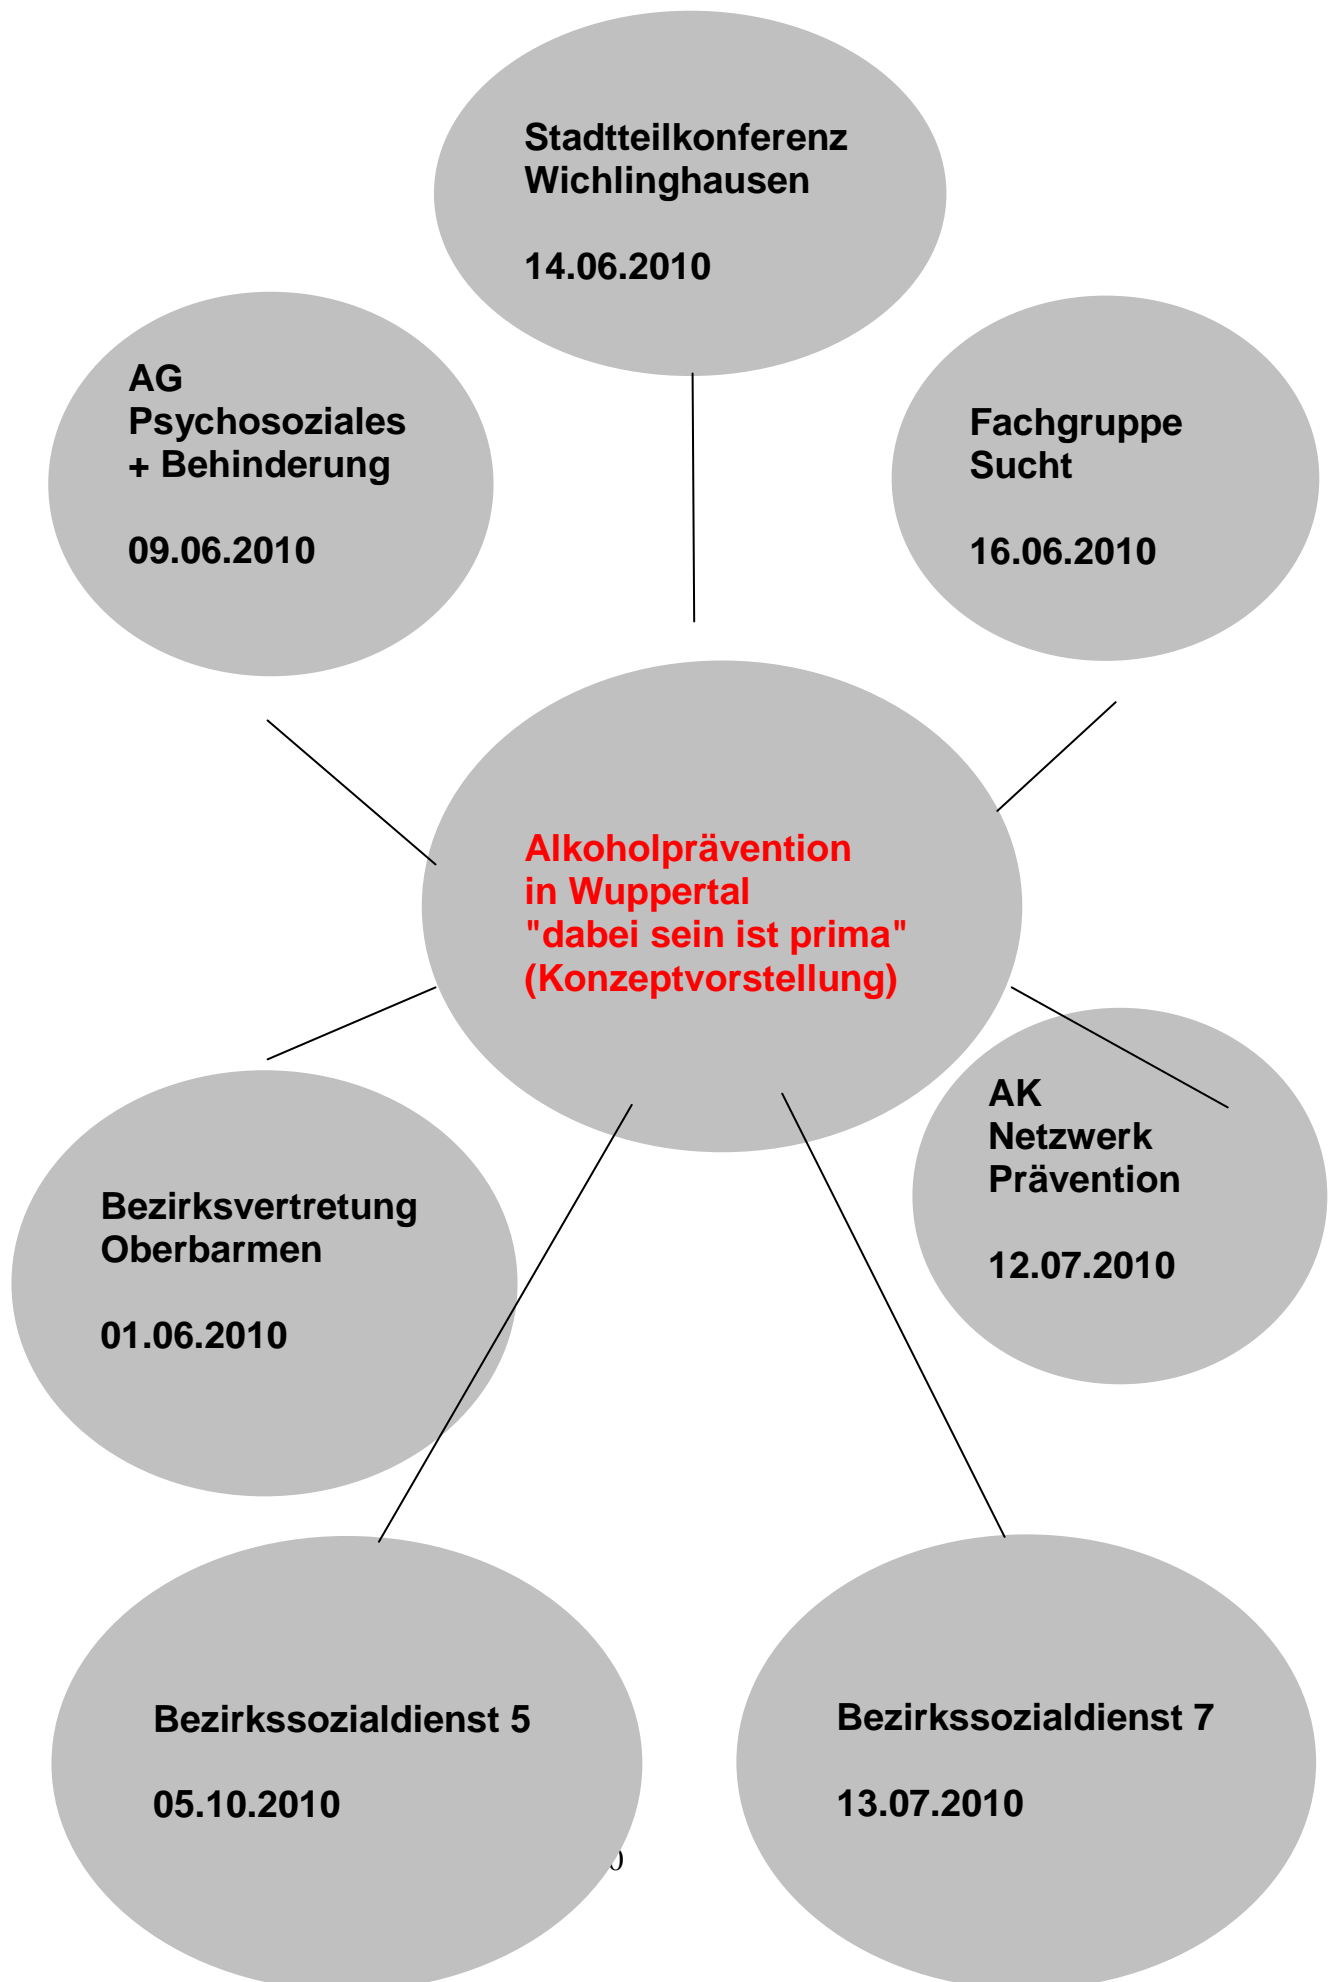 Stadtteilkonferenz
Wichlinghausen
14.06.2010
AG
Psychosoziales
+ Behinderung
09.06.2010
Fachgruppe
Sucht
16.06.2010
Alkoholprävention
in Wuppertal
"dabei sein ist prima"
(Konzeptvorstellung)
AK
Netzwerk
Prävention
12.07.2010
Bezirksvertretung
Oberbarmen
01.06.2010
Bezirkssozialdienst 5
05.10.2010
Bezirkssozialdienst 7
13.07.2010